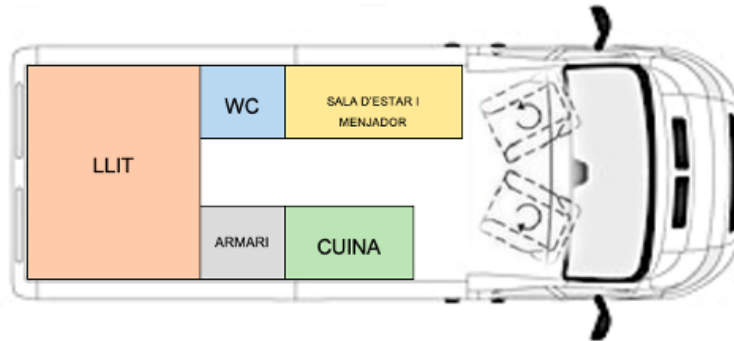 WC
SALA D'ESTAR I
MENJADOR
LLIT
ARMARI
CUINA